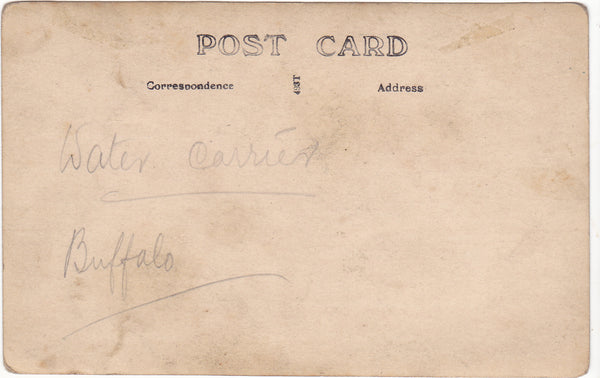 POST CARD
Correspondence
Address
Water Carrier
Buffalo